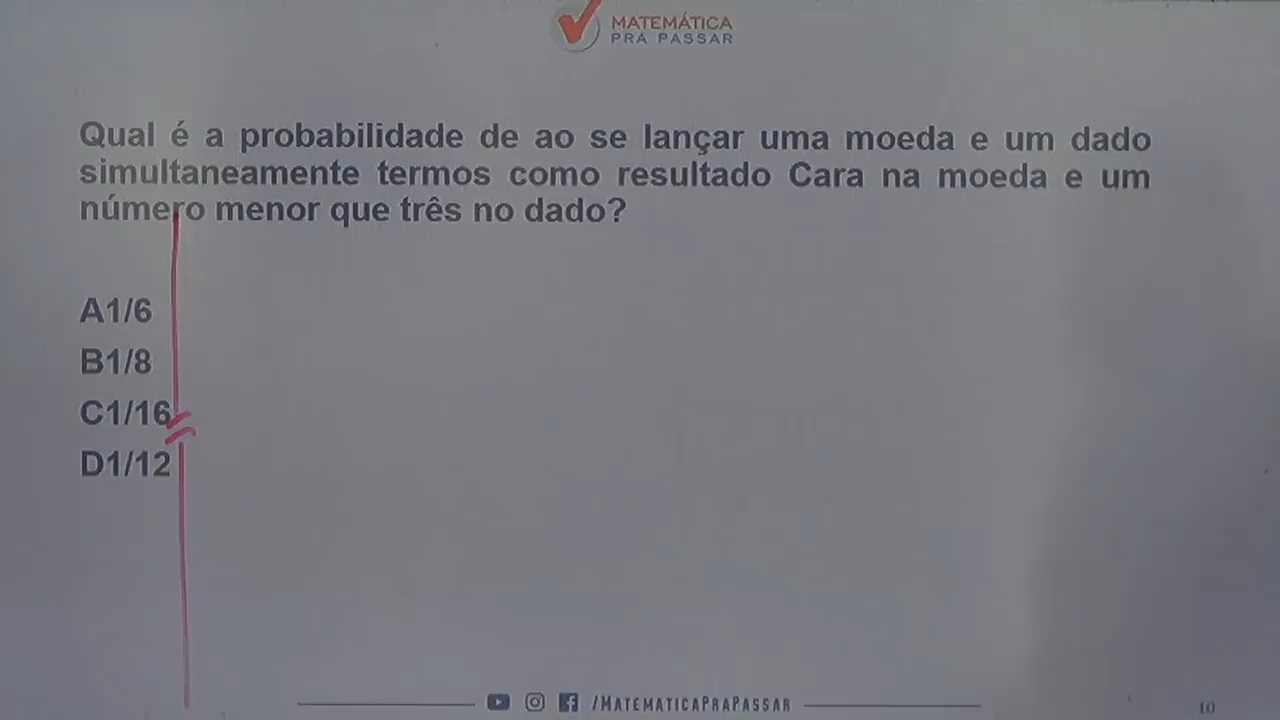 MATEMÁTICA
PRA PASSAR
Qual é a probabilidade de ao se lançar uma moeda e um dado
simultaneamente termos como resultado Cara na moeda e um
número menor que três no dado?
A1/6
B1/8
C1/16
D1/12
/MATEMATICAPRAPASSAR
10